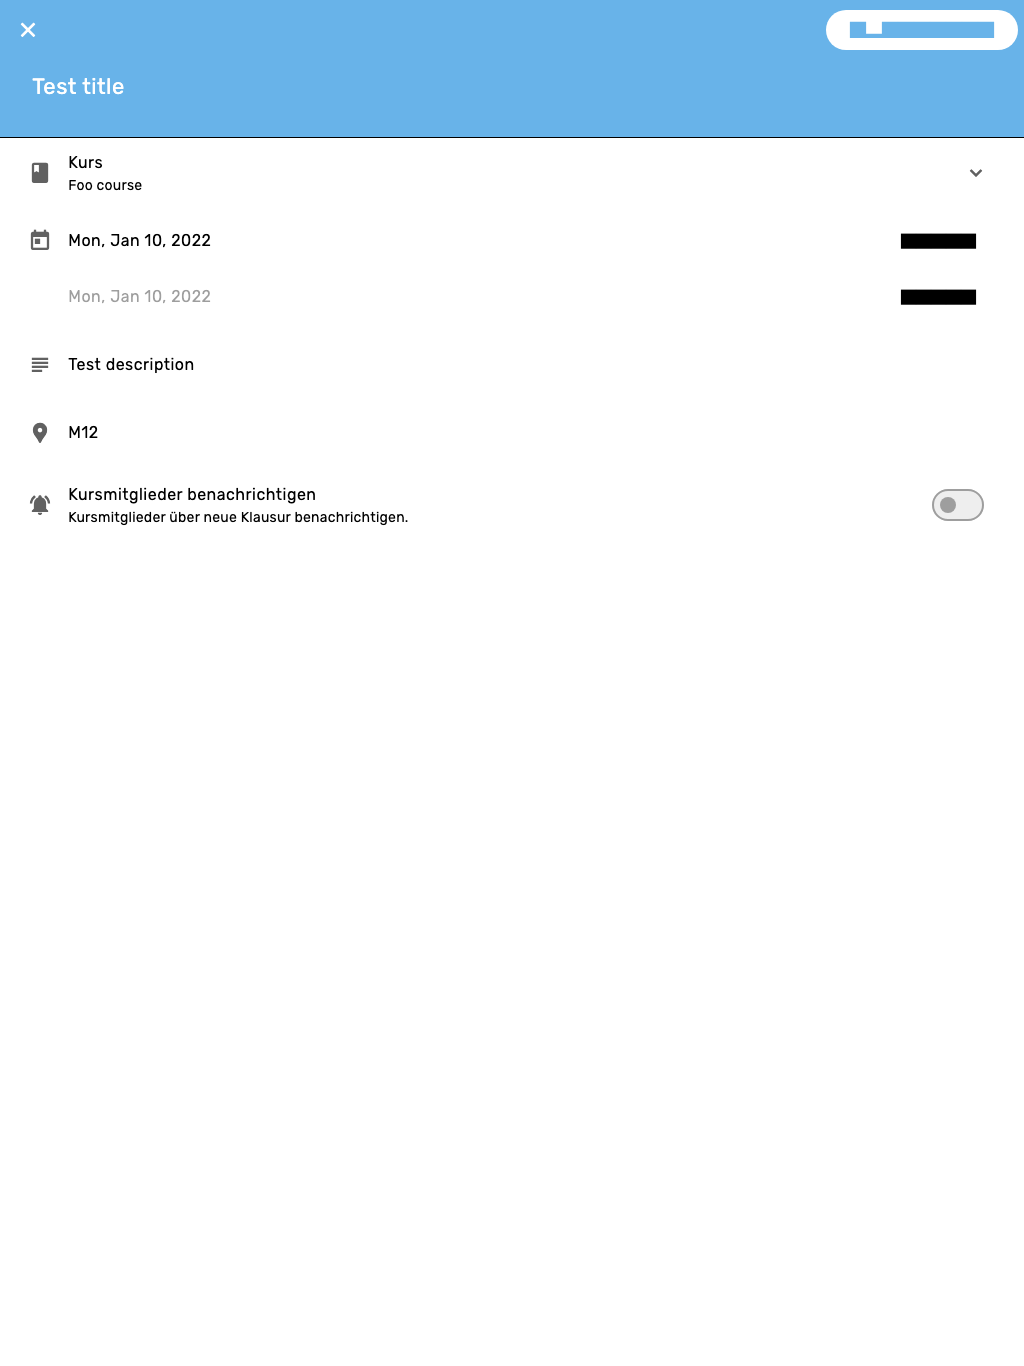 Test title
Kurs
Foo course
Mon, Jan 10, 2022
Mon, Jan 10, 2022
Test description
M12
Kursmitglieder benachrichtigen
Kursmitglieder über neue Klausur benachrichtigen.